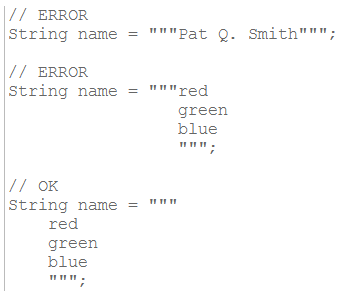 // ERROR
String name = """Pat Q. Smith""";

// ERROR
String name = """red
                 green
                 blue
                 """;

// OK
String name = """
    red
    green
    blue
    """;